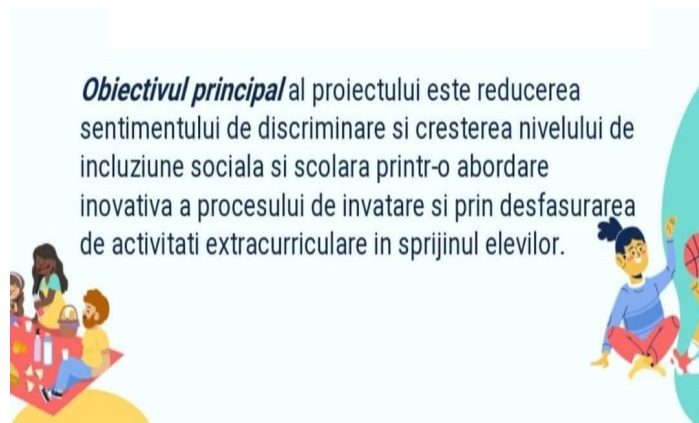 Obiectivul principal al proiectului este reducerea
sentimentului de discriminare si cresterea nivelului de
incluziune sociala si scolara printr-o abordare
inovativa a procesului de invatare si prin desfasurarea
de activitati extracurriculare in sprijinul elevilor.